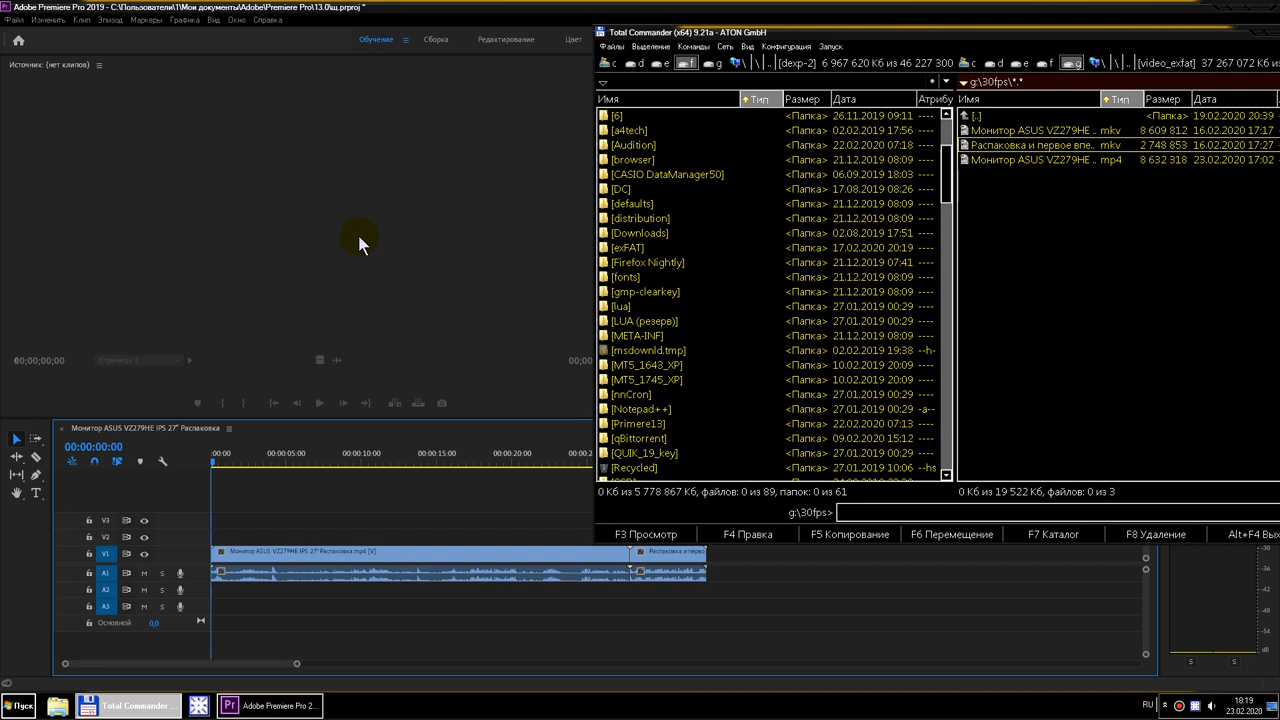 Adobe Premiere Pro 2019 - C:\Пользователи\1\Мои документы\Adobe\Premiere Pro\13.0\щ.prproj *
Файл Изменить Клип Эпизод Маркеры Графика Вид Окно Справка
Обучение Сборка Редактирование Цвет
Источник: (нет клипов)
Total Commander (x64) 9.21a - ATON GmbH
Файлы Выделение Команды Сеть Вид Конфигурация Запуск
c d e f g \ .. [dexp-2] 6 967 620 Кб из 46 227 300
c d e f g \ .. [video_exfat] 37 267 072 Кб
* 
g:\30fps\*.*
Имя Тип Размер Дата Атрибу
[6] <Папка> 26.11.2019 09:11 ----
[a4tech] <Папка> 02.02.2019 17:56 ----
[Audition] <Папка> 22.02.2020 07:18 ----
[browser] <Папка> 21.12.2019 08:09 ----
[CASIO DataManager50] <Папка> 06.09.2019 18:03 ----
[DC] <Папка> 17.08.2019 08:26 ----
[defaults] <Папка> 21.12.2019 08:09 ----
[distribution] <Папка> 21.12.2019 08:09 ----
[Downloads] <Папка> 02.08.2019 17:51 ----
[exFAT] <Папка> 17.02.2020 20:19 ----
[Firefox Nightly] <Папка> 21.12.2019 07:41 ----
[fonts] <Папка> 21.12.2019 08:09 ----
[gmp-clearkey] <Папка> 21.12.2019 08:09 ----
[lua] <Папка> 27.01.2019 00:29 ----
[LUA (резерв)] <Папка> 27.01.2019 00:29 ----
[META-INF] <Папка> 21.12.2019 08:09 ----
[msdownld.tmp] <Папка> 02.02.2019 19:38 --h-
[MT5_1643_XP] <Папка> 10.02.2019 20:09 ----
[MT5_1745_XP] <Папка> 10.02.2019 20:09 ----
[nnCron] <Папка> 27.01.2019 00:29 ----
[Notepad++] <Папка> 27.01.2019 00:29 -a--
[Primere13] <Папка> 22.02.2020 07:13 ----
[qBittorrent] <Папка> 9.02.2020 15:12 ----
[QUIK_19_key] <Папка> 27.01.2019 00:29 ----
[Recycled] <Папка> 27.01.2019 10:06 --hs
0 Кб из 5 778 867 Кб, файлов: 0 из 89, папок: 0 из 61
Имя Тип Размер Дата
[..] <Папка> 19.02.2020 20:39
Монитор ASUS VZ279HE .. mkv 8 609 812 16.02.2020 17:17
Распаковка и первое впе.. mkv 2 748 853 16.02.2020 17:27
Монитор ASUS VZ279HE .. mp4 8 632 318 23.02.2020 17:02
0 Кб из 19 522 Кб, файлов: 0 из 3
g:\30fps>
F3 Просмотр F4 Правка F5 Копирование F6 Перемещение F7 Каталог F8 Удаление Alt+F4 Вых
00;00;00;00 Страница 1 00;00
× Монитор ASUS VZ279HE IPS 27" Распаковка
00:00:00:00
:00:00 00:00:05:00 00:00:10:00 00:00:15:00 00:00:20:00 00:00:2
V3
V2
V1 Монитор ASUS VZ279HE IPS 27" Распаковка.mp4 [V] Распаковка и перво
A1 M S
A2 M S
A3 M S
Основной 0,0
-36
-42
-48
-54
dB
S S
Пуск Total Commander ... Adobe Premiere Pro 2... RU 18:19
23.02.2020